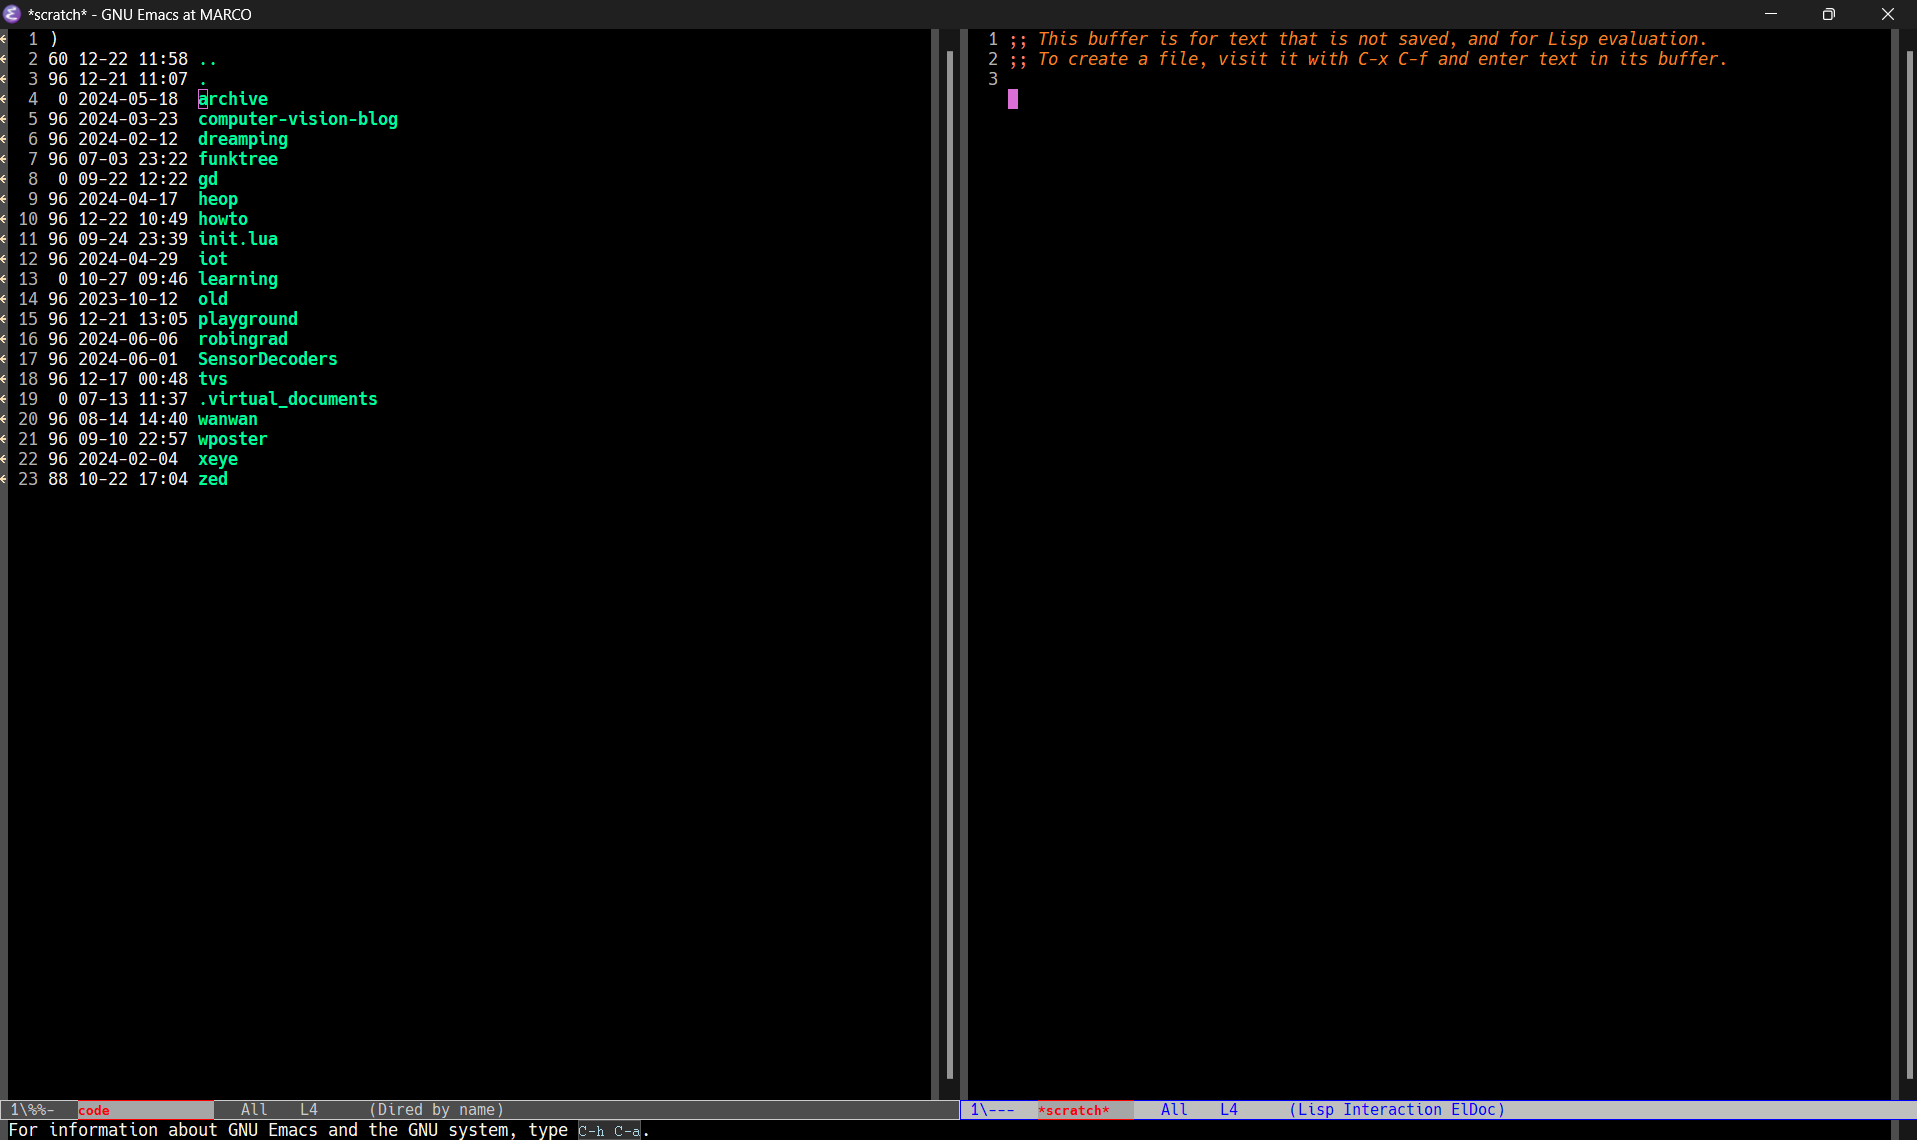 *scratch* - GNU Emacs at MARCO
1 )
2 60 12-22 11:58 ..
3 96 12-21 11:07 .
4  0 2024-05-18  archive
5 96 2024-03-23  computer-vision-blog
6 96 2024-02-12  dreamping
7 96 07-03 23:22 funktree
8  0 09-22 12:22 gd
9 96 2024-04-17  heop
10 96 12-22 10:49 howto
11 96 09-24 23:39 init.lua
12 96 2024-04-29  iot
13  0 10-27 09:46 learning
14 96 2023-10-12  old
15 96 12-21 13:05 playground
16 96 2024-06-06  robingrad
17 96 2024-06-01  SensorDecoders
18 96 12-17 00:48 tvs
19  0 07-13 11:37 .virtual_documents
20 96 08-14 14:40 wanwan
21 96 09-10 22:57 wposter
22 96 2024-02-04  xeye
23 88 10-22 17:04 zed
1\%%-  code  All  L4  (Dired by name)
1 ;; This buffer is for text that is not saved, and for Lisp evaluation.
2 ;; To create a file, visit it with C-x C-f and enter text in its buffer.
3
1\---  *scratch*  All  L4  (Lisp Interaction ElDoc)
For information about GNU Emacs and the GNU system, type C-h C-a.